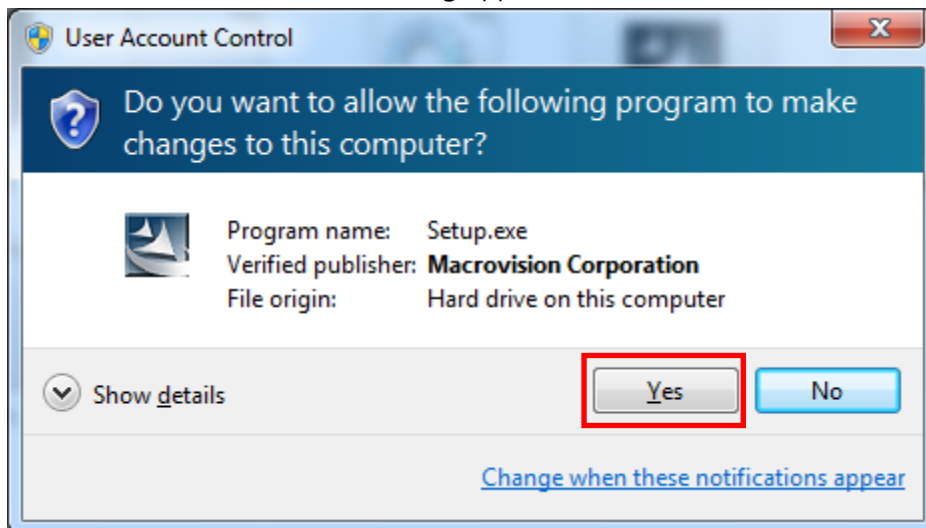 User Account Control
Do you want to allow the following program to make
changes to this computer?
Program name: Setup.exe
Verified publisher: Macrovision Corporation
File origin: Hard drive on this computer
Show details
Yes
No
Change when these notifications appear